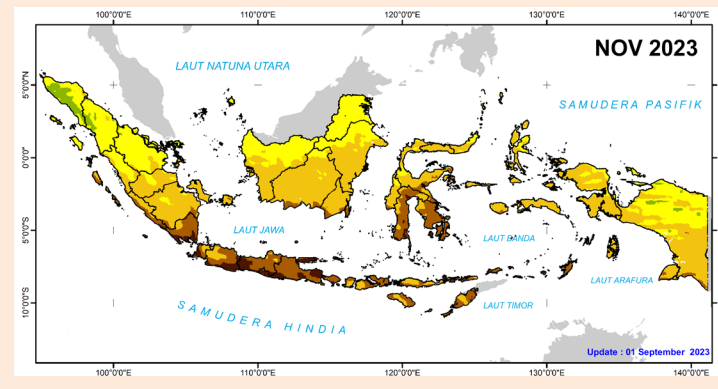 100°0'0"E 110°0'0"E 120°0'0"E 130°0'0"E 140°0'0"E
NOV 2023
LAUT NATUNA UTARA
5°0'0"N
SAMUDERA PASIFIK
0°0'0"
5°0'0"S
LAUT JAWA
LAUT BANDA
LAUT ARAFURA
10°0'0"S
SAMUDERA HINDIA
LAUT TIMOR
Update : 01 September 2023
100°0'0"E 110°0'0"E 120°0'0"E 130°0'0"E 140°0'0"E